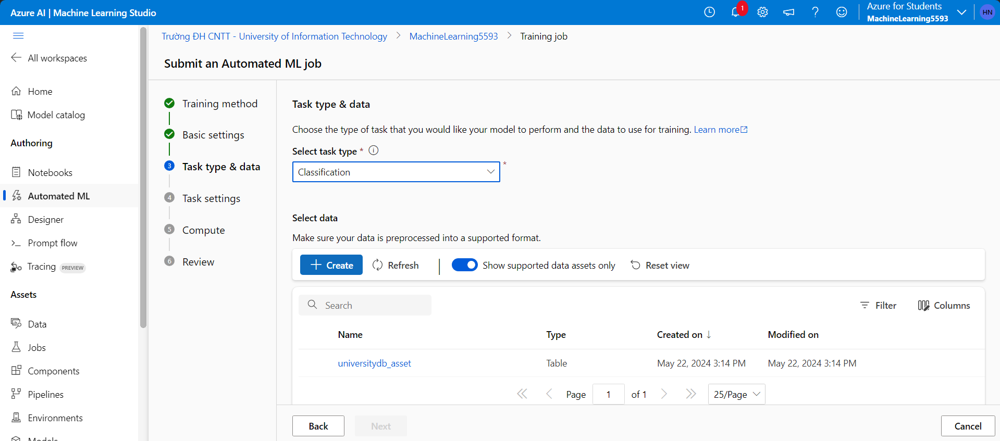 Azure AI | Machine Learning Studio
1
Azure for Students
MachineLearning5593
HN
All workspaces
Home
Model catalog
Authoring
Notebooks
Automated ML
Designer
Prompt flow
Tracing PREVIEW
Assets
Data
Jobs
Components
Pipelines
Environments
Models
Trường ĐH CNTT - University of Information Technology > MachineLearning5593 > Training job
Submit an Automated ML job
Training method
Basic settings
3 Task type & data
4 Task settings
5 Compute
6 Review
Task type & data
Choose the type of task that you would like your model to perform and the data to use for training. Learn more
Select task type *
Classification *
Select data
Make sure your data is preprocessed into a supported format.
Create Refresh Show supported data assets only Reset view
Search Filter Columns
Name Type Created on ↓ Modified on
universitydb_asset Table May 22, 2024 3:14 PM May 22, 2024 3:14 PM
Page 1 of 1 25/Page
Back Next Cancel